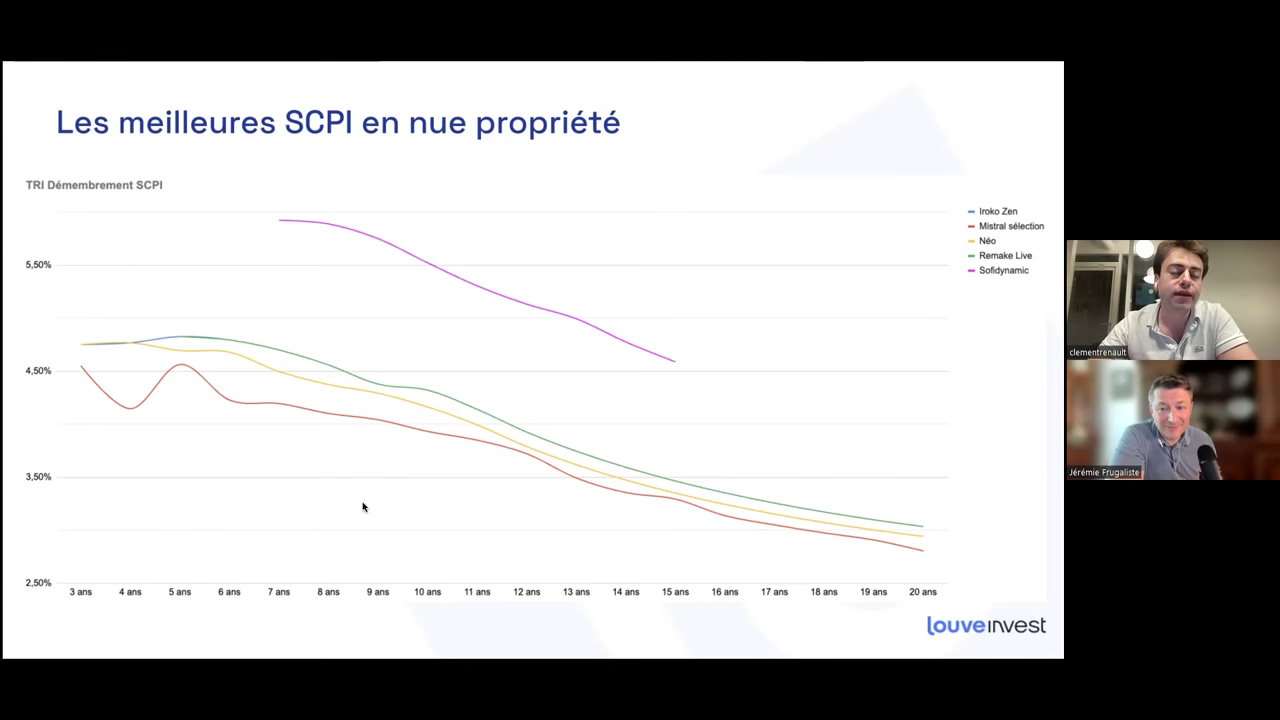 Les meilleures SCPI en nue propriété
TRI Démembrement SCPI
Iroko Zen
Mistral sélection
Néo
Remake Live
Sofidynamic
5,50%
4,50%
3,50%
2,50%
3 ans 4 ans 5 ans 6 ans 7 ans 8 ans 9 ans 10 ans 11 ans 12 ans 13 ans 14 ans 15 ans 16 ans 17 ans 18 ans 19 ans 20 ans
louveinvest
clementrenault
Jérémie Frugaliste